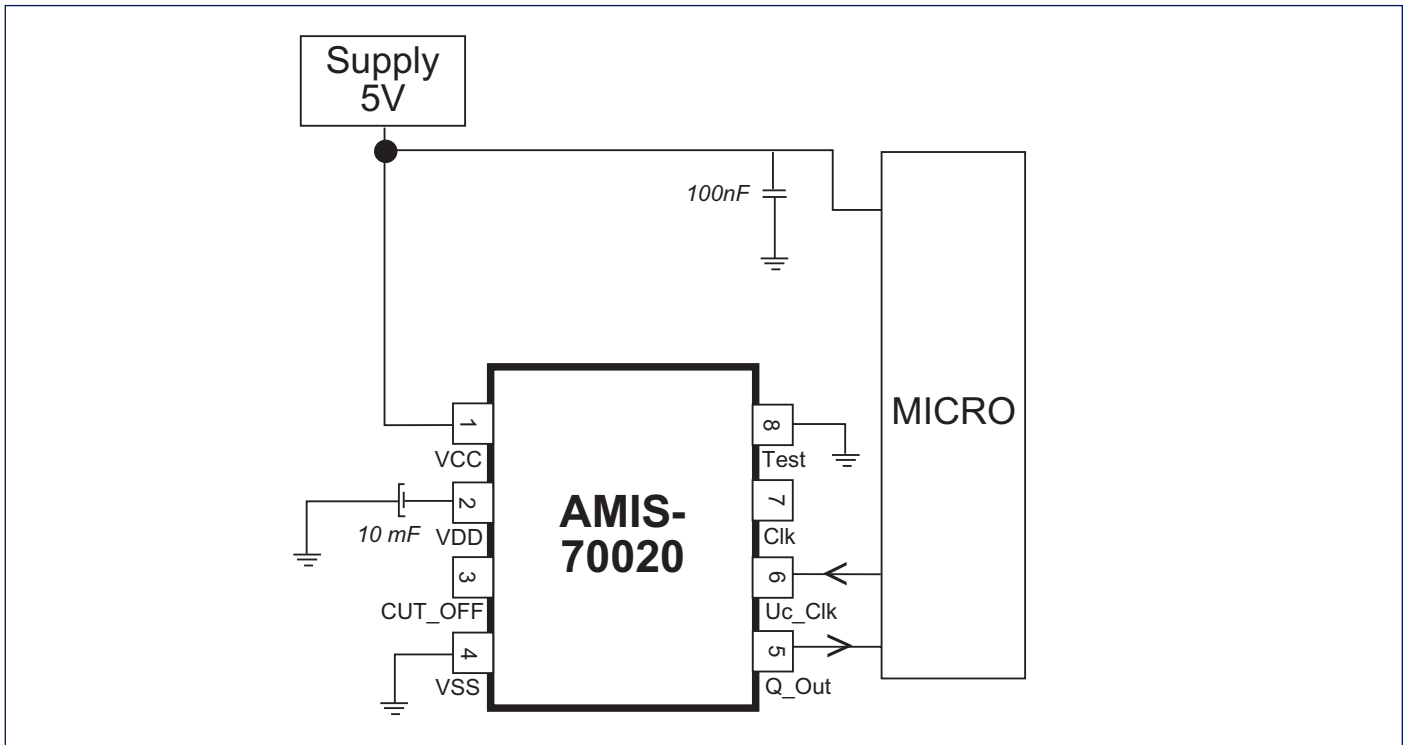 Supply
5V
100nF
MICRO
1
VCC
2
10 mF
VDD
3
CUT_OFF
4
VSS
AMIS-
70020
8
Test
7
Clk
6
Uc_Clk
5
Q_Out